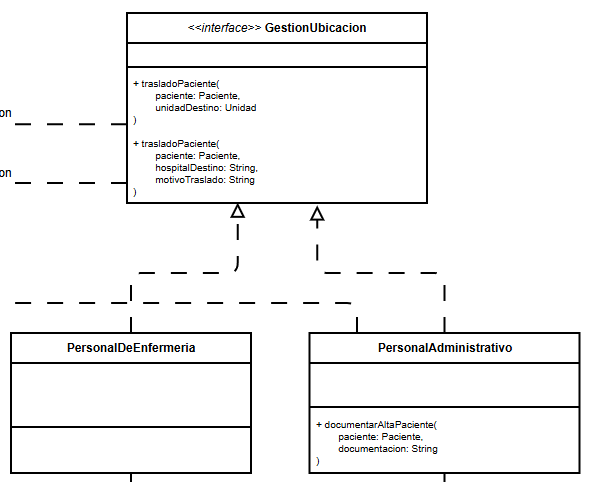 <<interface>> GestionUbicacion
+ trasladoPaciente(
paciente: Paciente,
unidadDestino: Unidad
)
on
+ trasladoPaciente(
paciente: Paciente,
hospitalDestino: String,
motivoTraslado: String
)
on
PersonalDeEnfermeria
PersonalAdministrativo
+ documentarAltaPaciente(
paciente: Paciente,
documentacion: String
)